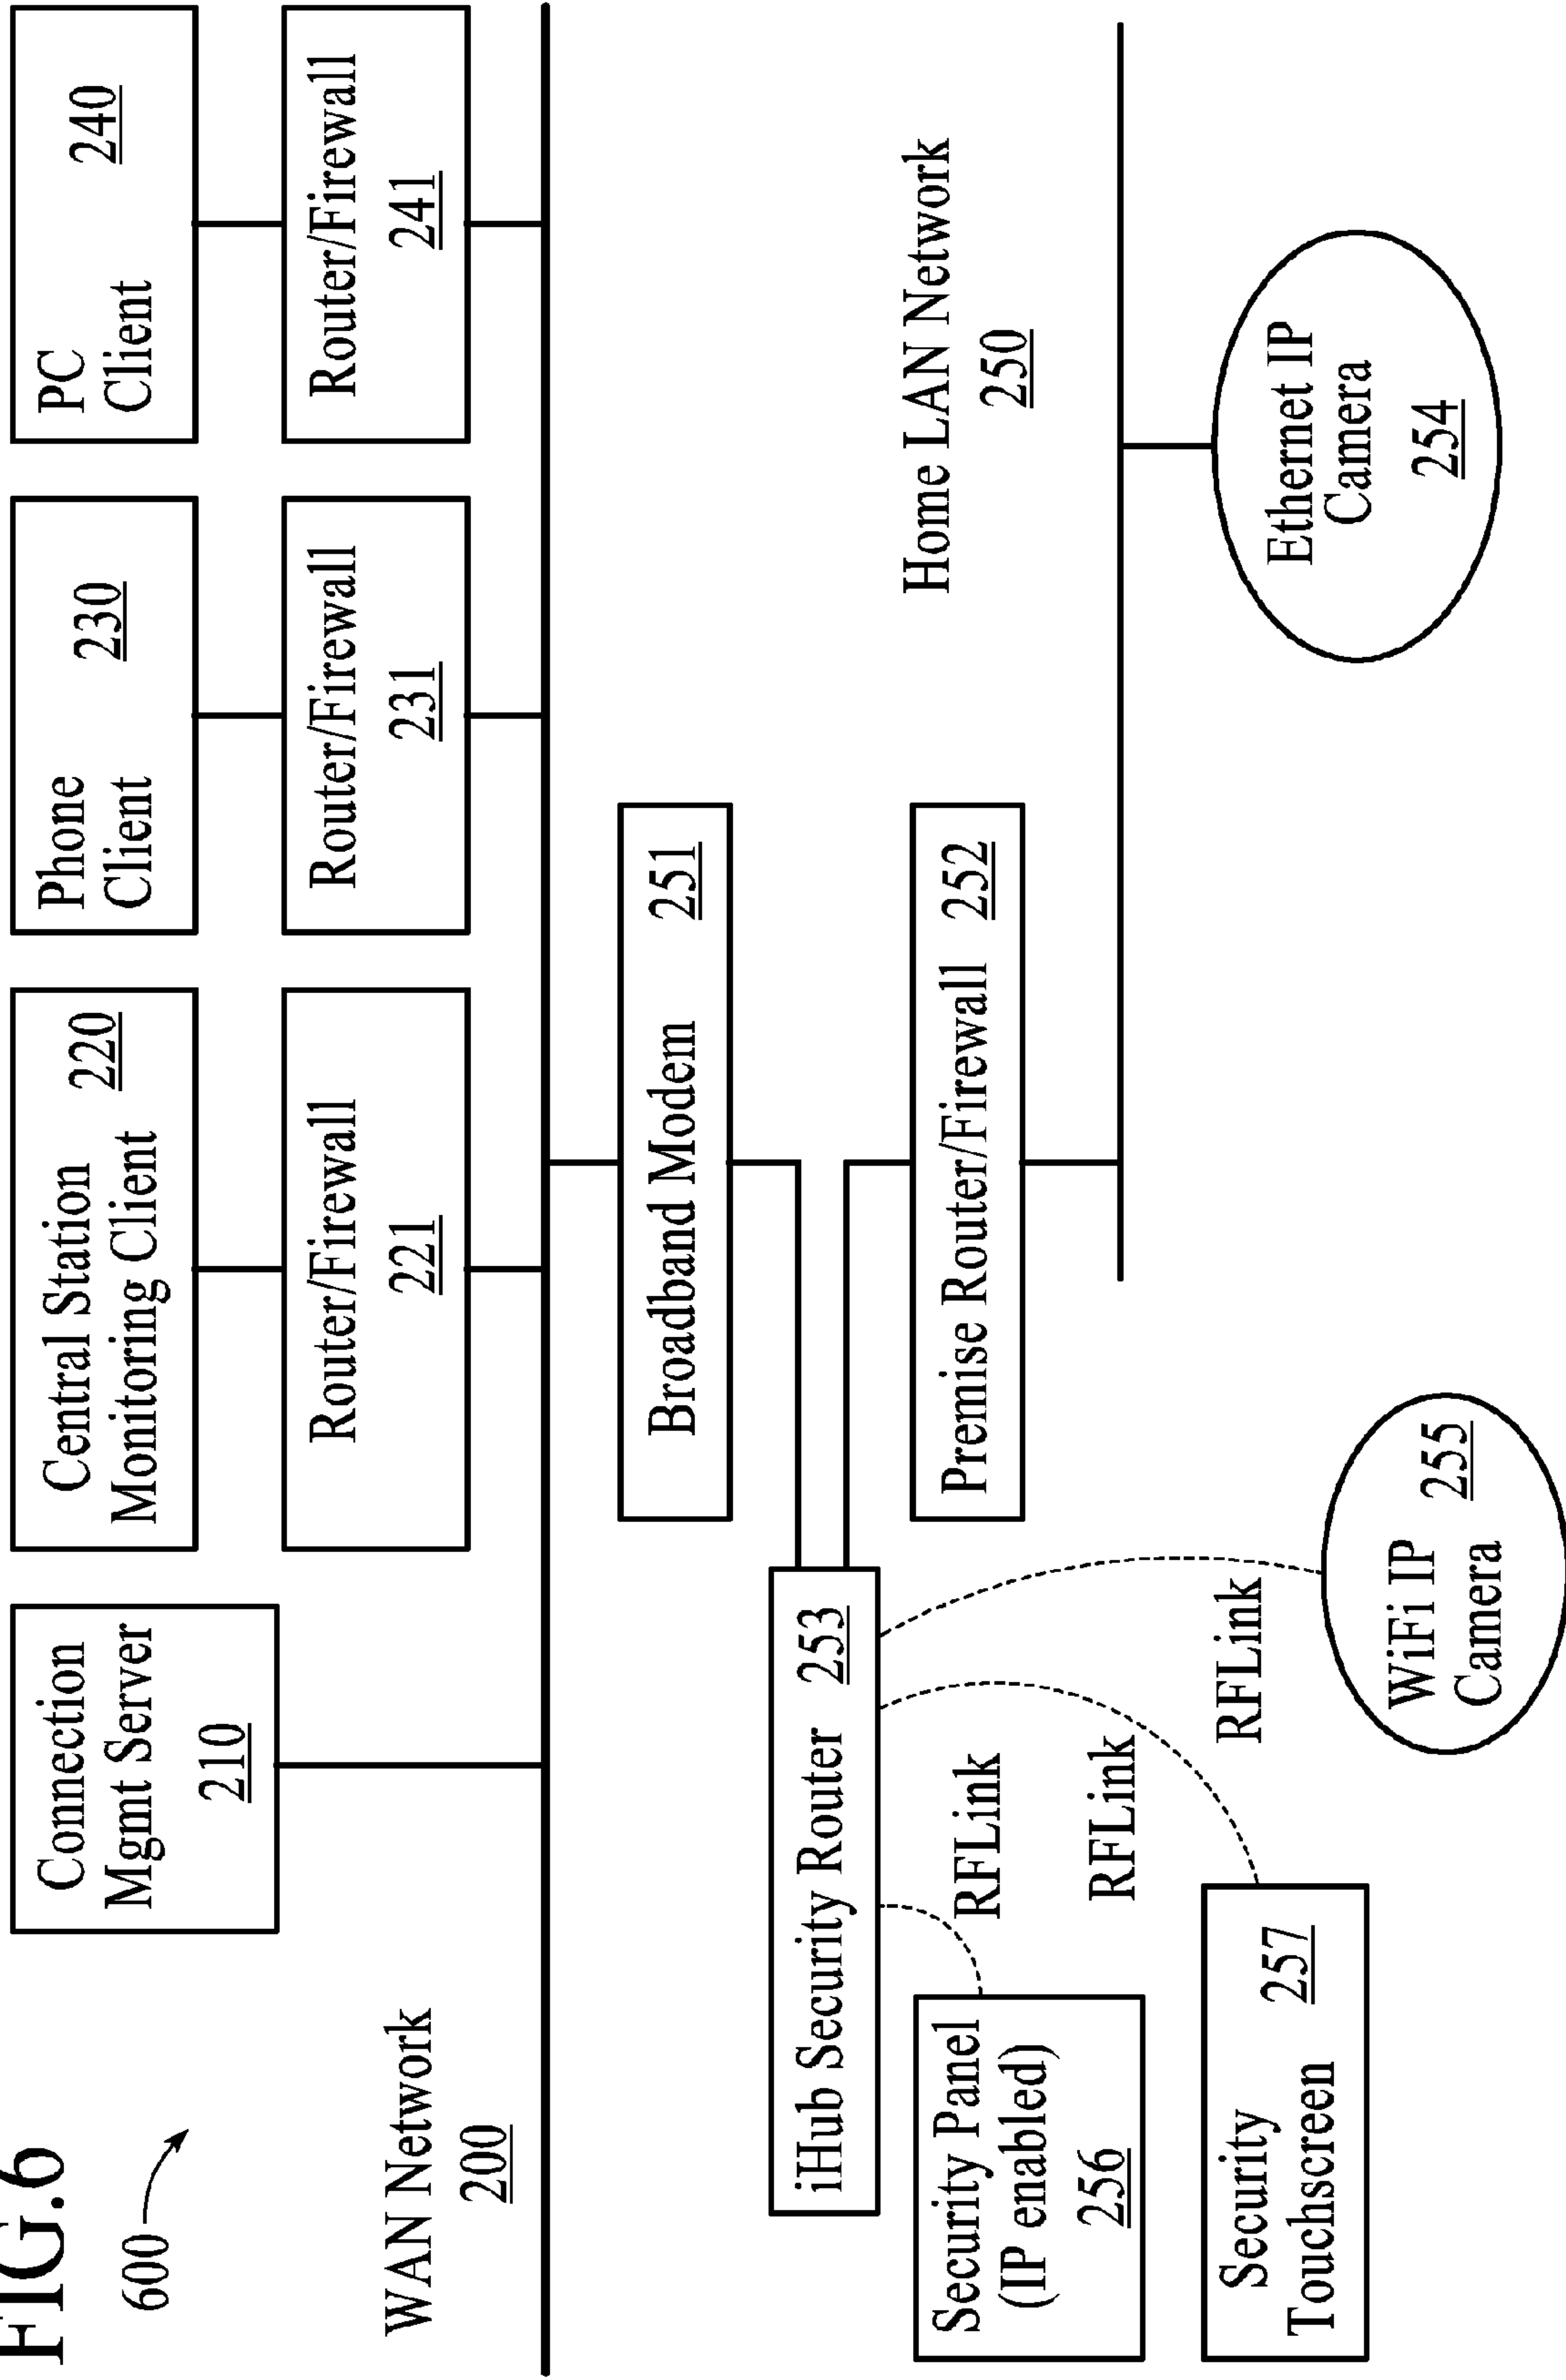 FIG.6
600
WAN Network
200
Connection
Mgmt Server
210
Central Station
Monitoring Client
220
Router/Firewall
221
Phone
Client
230
Router/Firewall
231
PC
Client
240
Router/Firewall
241
Broadband Modem 251
Home LAN Network
250
iHub Security Router 253
Premise Router/Firewall 252
Security Panel
(IP enabled)
256
RFLink
RFLink
RFLink
Security
Touchscreen
257
WiFi IP
Camera
255
Ethernet IP
Camera
254